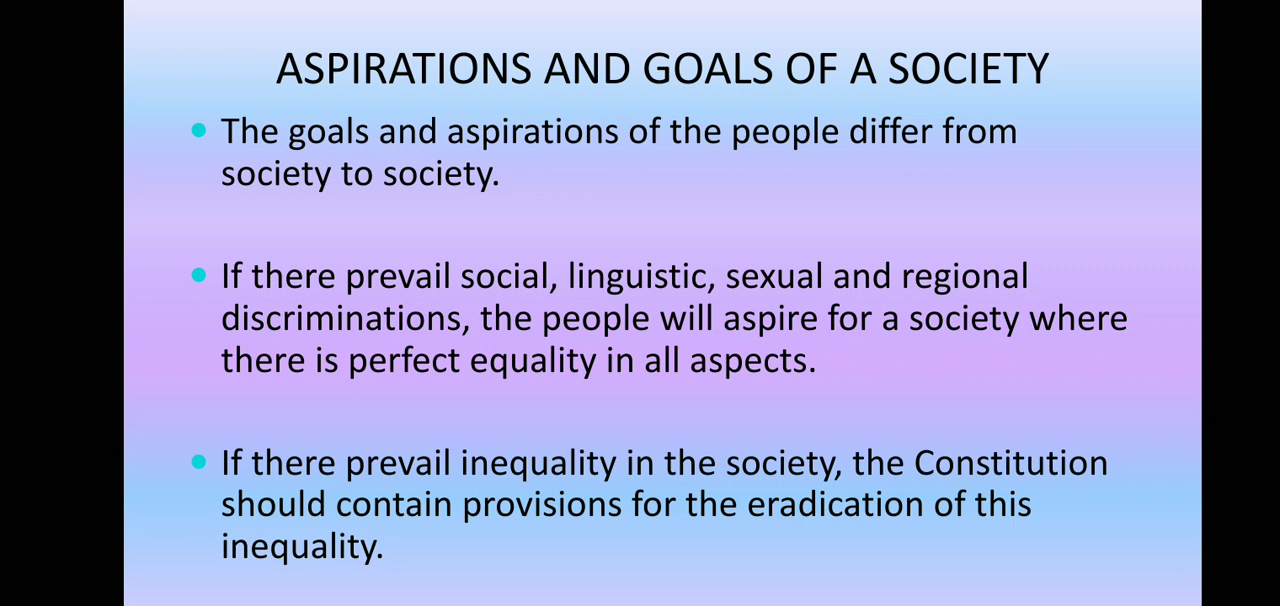 ASPIRATIONS AND GOALS OF A SOCIETY
• The goals and aspirations of the people differ from
society to society.
• If there prevail social, linguistic, sexual and regional
discriminations, the people will aspire for a society where
there is perfect equality in all aspects.
• If there prevail inequality in the society, the Constitution
should contain provisions for the eradication of this
inequality.